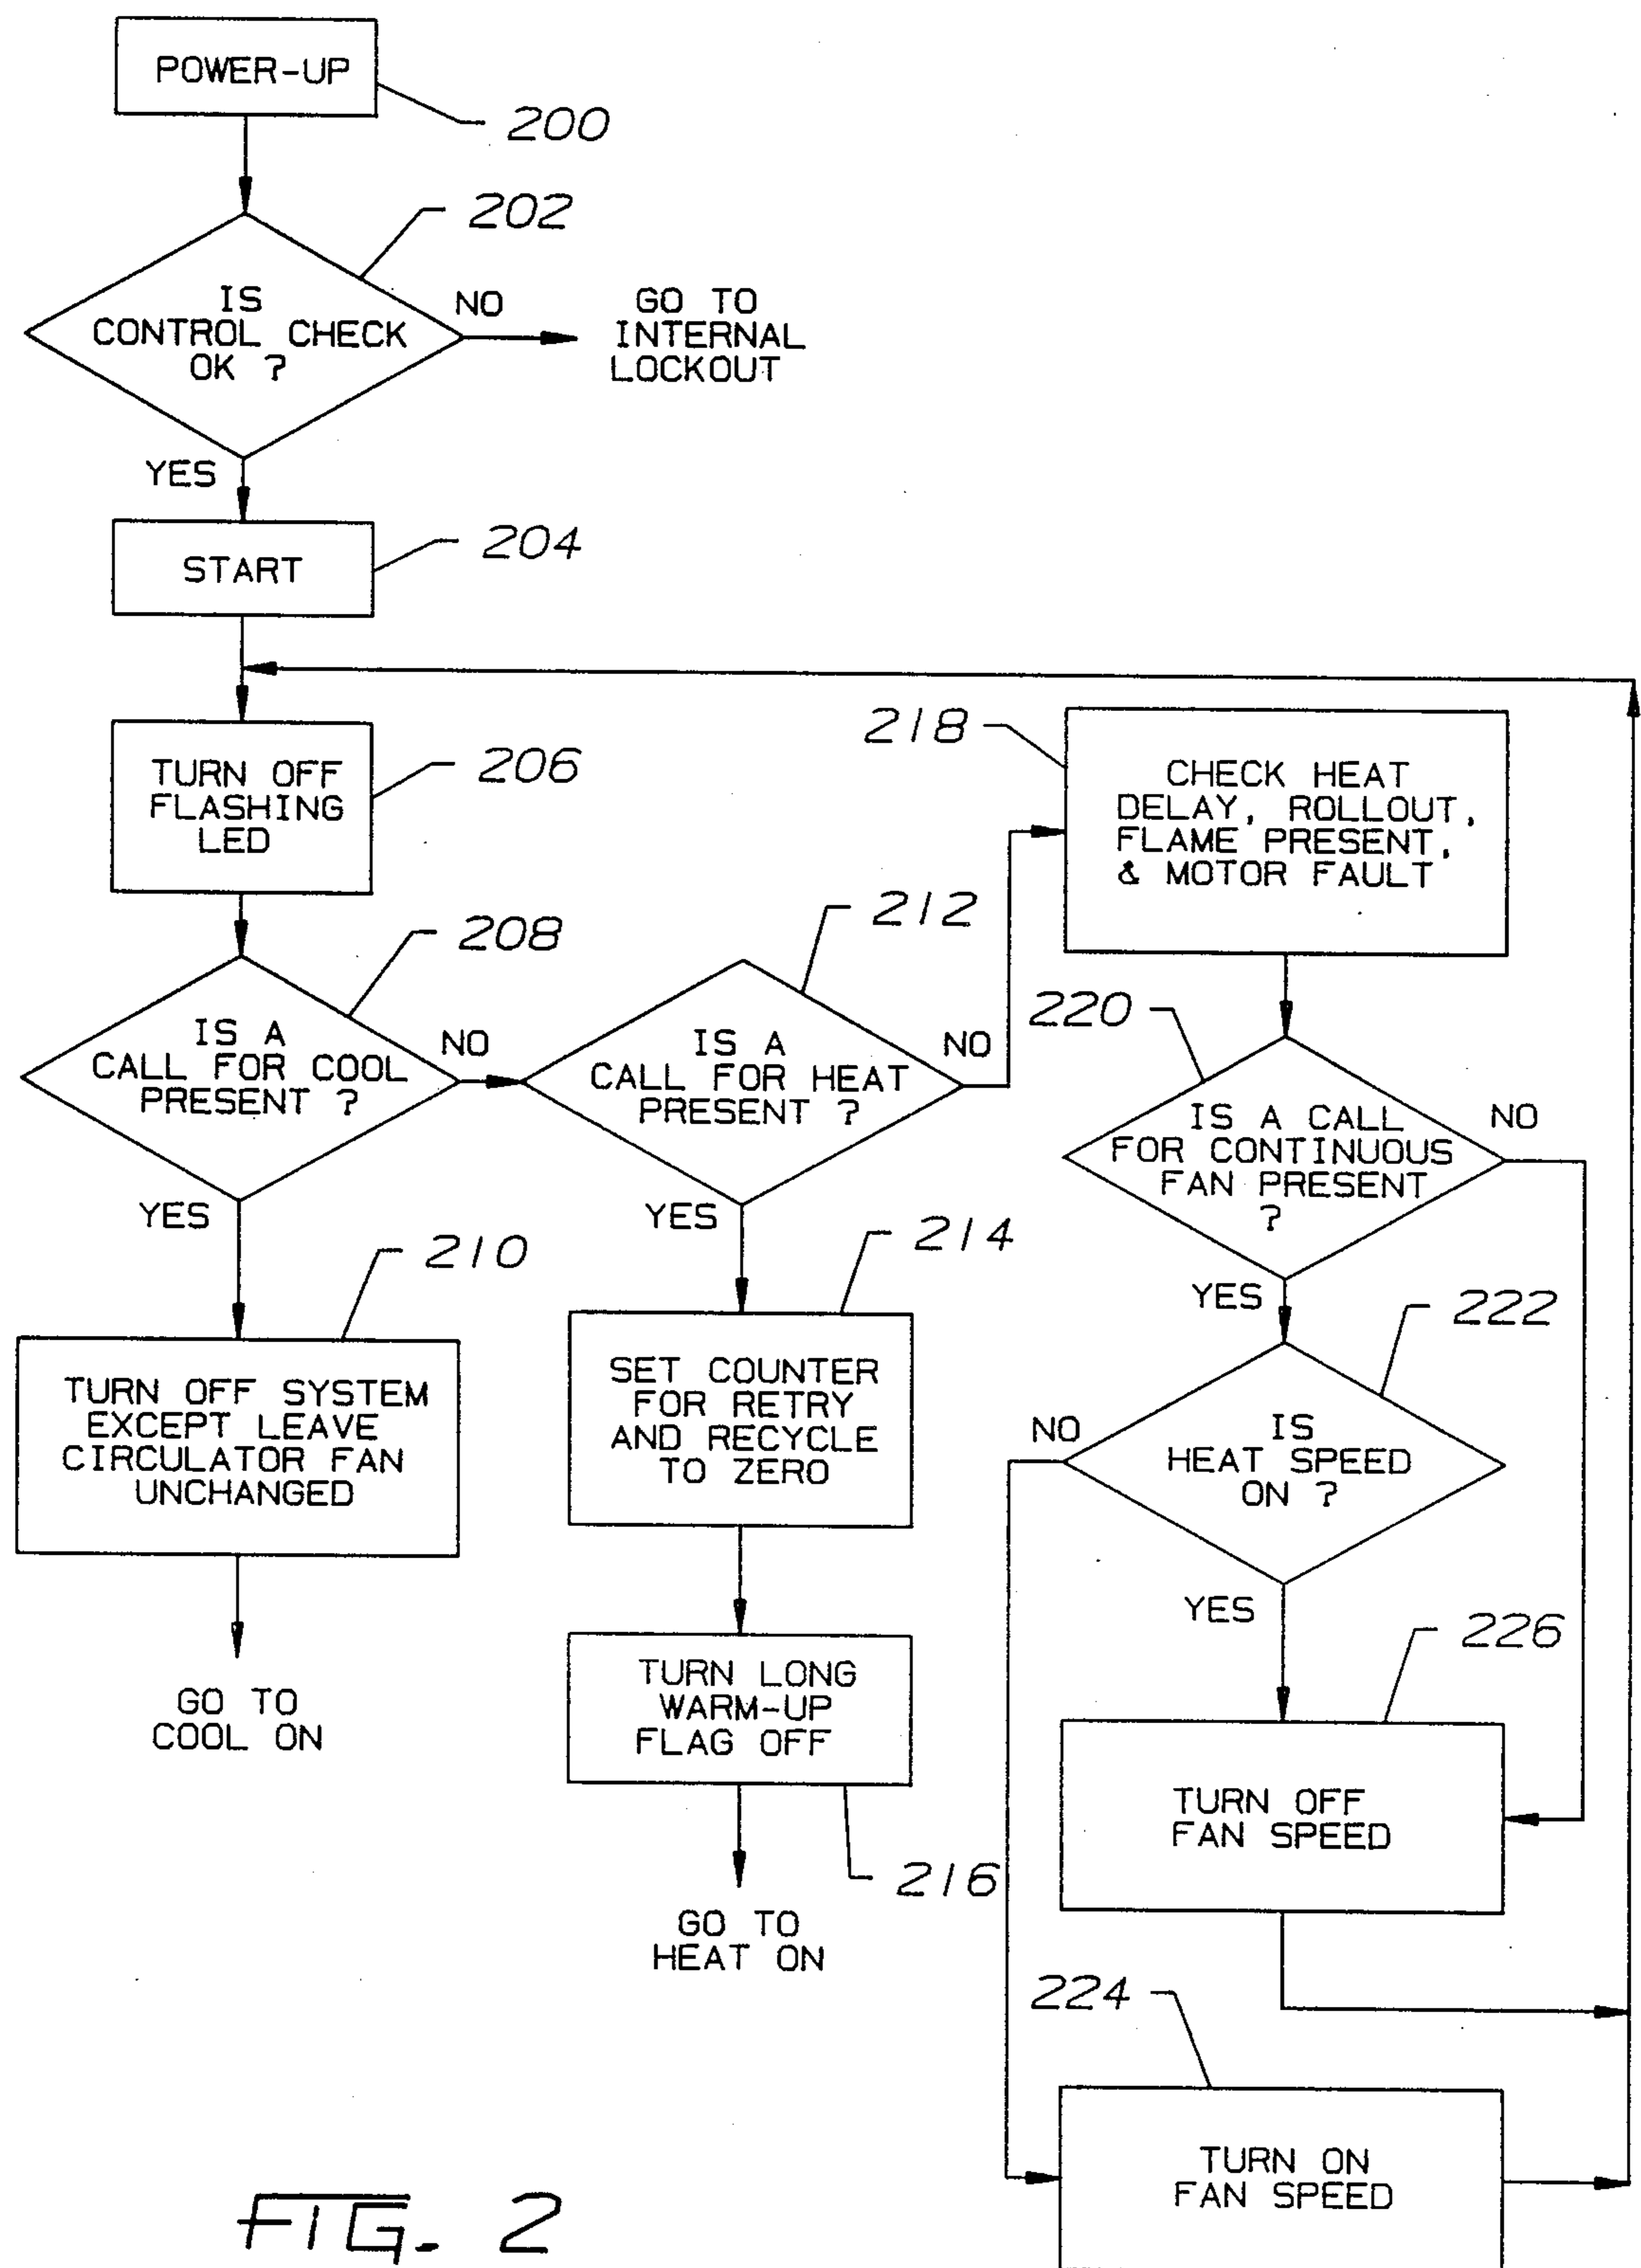 POWER-UP
200
202
IS
CONTROL CHECK
OK ?
NO
GO TO
INTERNAL
LOCKOUT
YES
START
204
TURN OFF
FLASHING
LED
206
208
IS A
CALL FOR COOL
PRESENT ?
NO
YES
210
TURN OFF SYSTEM
EXCEPT LEAVE
CIRCULATOR FAN
UNCHANGED
GO TO
COOL ON
212
IS A
CALL FOR HEAT
PRESENT ?
NO
YES
214
SET COUNTER
FOR RETRY
AND RECYCLE
TO ZERO
TURN LONG
WARM-UP
FLAG OFF
216
GO TO
HEAT ON
218
CHECK HEAT
DELAY, ROLLOUT,
FLAME PRESENT,
& MOTOR FAULT
220
IS A CALL
FOR CONTINUOUS
FAN PRESENT
?
NO
YES
222
IS
HEAT SPEED
ON ?
NO
YES
226
TURN OFF
FAN SPEED
224
TURN ON
FAN SPEED
FIG. 2